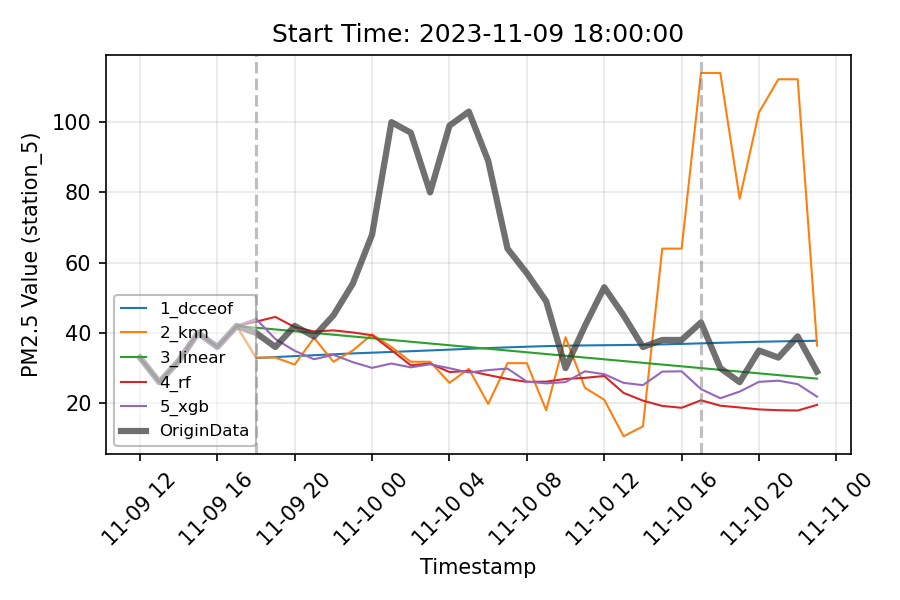 Start Time: 2023-11-09 18:00:00
PM2.5 Value (station_5)
100
80
60
40
20
1_dcceof
2_knn
3_linear
4_rf
5_xgb
OriginData
11-09 12
11-09 16
11-09 20
11-10 00
11-10 04
11-10 08
11-10 12
11-10 16
11-10 20
11-11 00
Timestamp